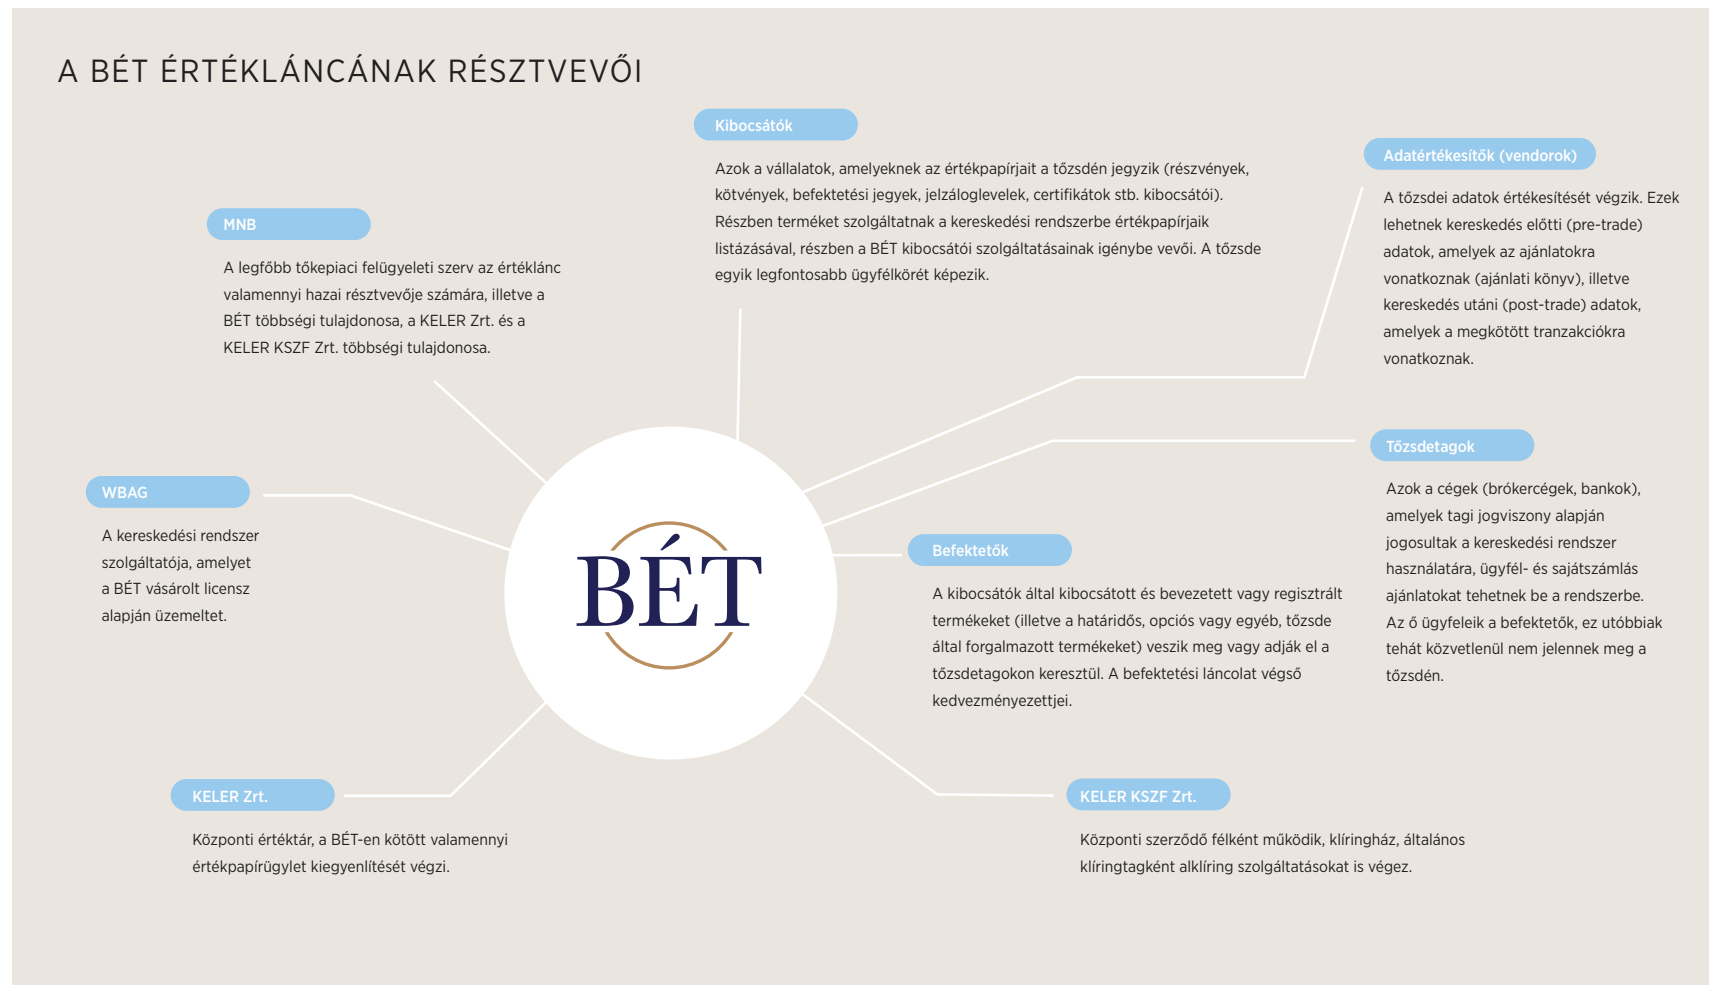 A BÉT ÉRTÉKLÁNCÁNAK RÉSZTVEVŐI
Kibocsátók
Azok a vállalatok, amelyeknek az értékpapírjait a tőzsdén jegyzik (részvények,
kötvények, befektetési jegyek, jelzáloglevelek, certifikátok stb. kibocsátói).
Részben terméket szolgáltatnak a kereskedési rendszerbe értékpapírjaik
listázásával, részben a BÉT kibocsátói szolgáltatásainak igénybe vevői. A tőzsde
egyik legfontosabb ügyfélkörét képezik.
Adatértékesítők (vendorok)
A tőzsdei adatok értékesítését végzik. Ezek
lehetnek kereskedés előtti (pre-trade)
adatok, amelyek az ajánlatokra
vonatkoznak (ajánlati könyv), illetve
kereskedés utáni (post-trade) adatok,
amelyek a megkötött tranzakciókra
vonatkoznak.
MNB
A legfőbb tőkepiaci felügyeleti szerv az értéklánc
valamennyi hazai résztvevője számára, illetve a
BÉT többségi tulajdonosa, a KELER Zrt. és a
KELER KSZF Zrt. többségi tulajdonosa.
Tőzsdetagok
Azok a cégek (brókercégek, bankok),
amelyek tagi jogviszony alapján
jogosultak a kereskedési rendszer
használatára, ügyfél- és sajátszámlás
ajánlatokat tehetnek be a rendszerbe.
Az ő ügyfeleik a befektetők, ez utóbbiak
tehát közvetlenül nem jelennek meg a
tőzsdén.
WBAG
A kereskedési rendszer
szolgáltatója, amelyet
a BÉT vásárolt licensz
alapján üzemeltet.
BÉT
Befektetők
A kibocsátók által kibocsátott és bevezetett vagy regisztrált
termékeket (illetve a határidős, opciós vagy egyéb, tőzsde
által forgalmazott termékeket) veszik meg vagy adják el a
tőzsdetagokon keresztül. A befektetési láncolat végső
kedvezményezettjei.
KELER Zrt.
Központi értéktár, a BÉT-en kötött valamennyi
értékpapírügylet kiegyenlítését végzi.
KELER KSZF Zrt.
Központi szerződő félként működik, klíringház, általános
klíringtagként alklíring szolgáltatásokat is végez.